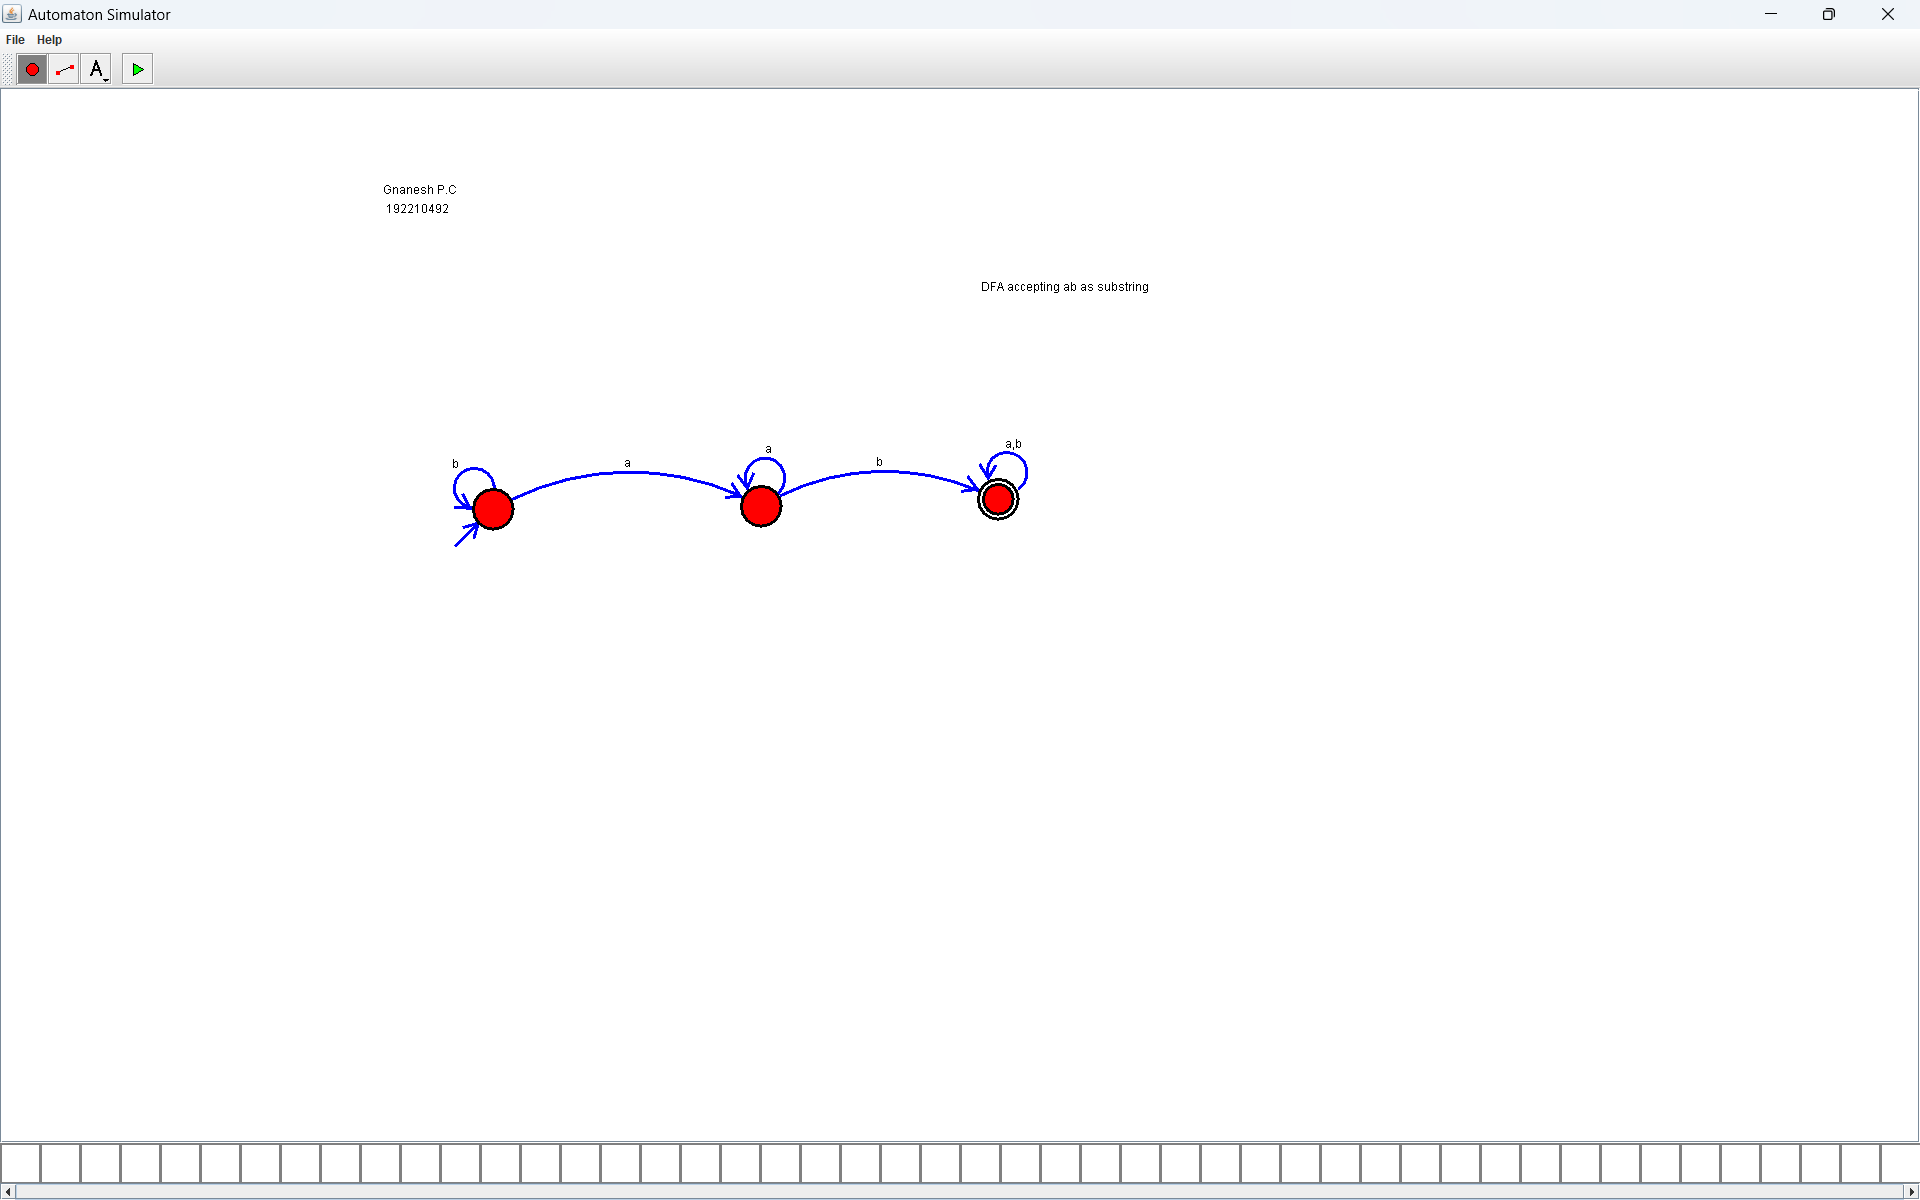 Automaton Simulator
File Help
A
Gnanesh P.C
192210492
DFA accepting ab as substring
b
a
a
b
a,b